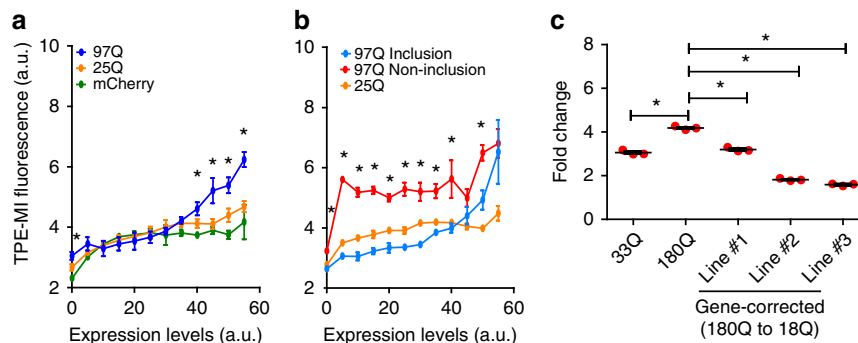 a
97Q
25Q
mCherry
TPE-MI fluorescence (a.u.)
10
8
6
4
2
* * * * *
0 20 40 60
Expression levels (a.u.)
b
97Q Inclusion
97Q Non-inclusion
25Q
10
8
6
4
2
* * * * * * * * * *
0 20 40 60
Expression levels (a.u.)
c
Fold change
8
6
4
2
0
*
*
*
*
33Q
180Q
Line #1
Line #2
Line #3
Gene-corrected
(180Q to 18Q)